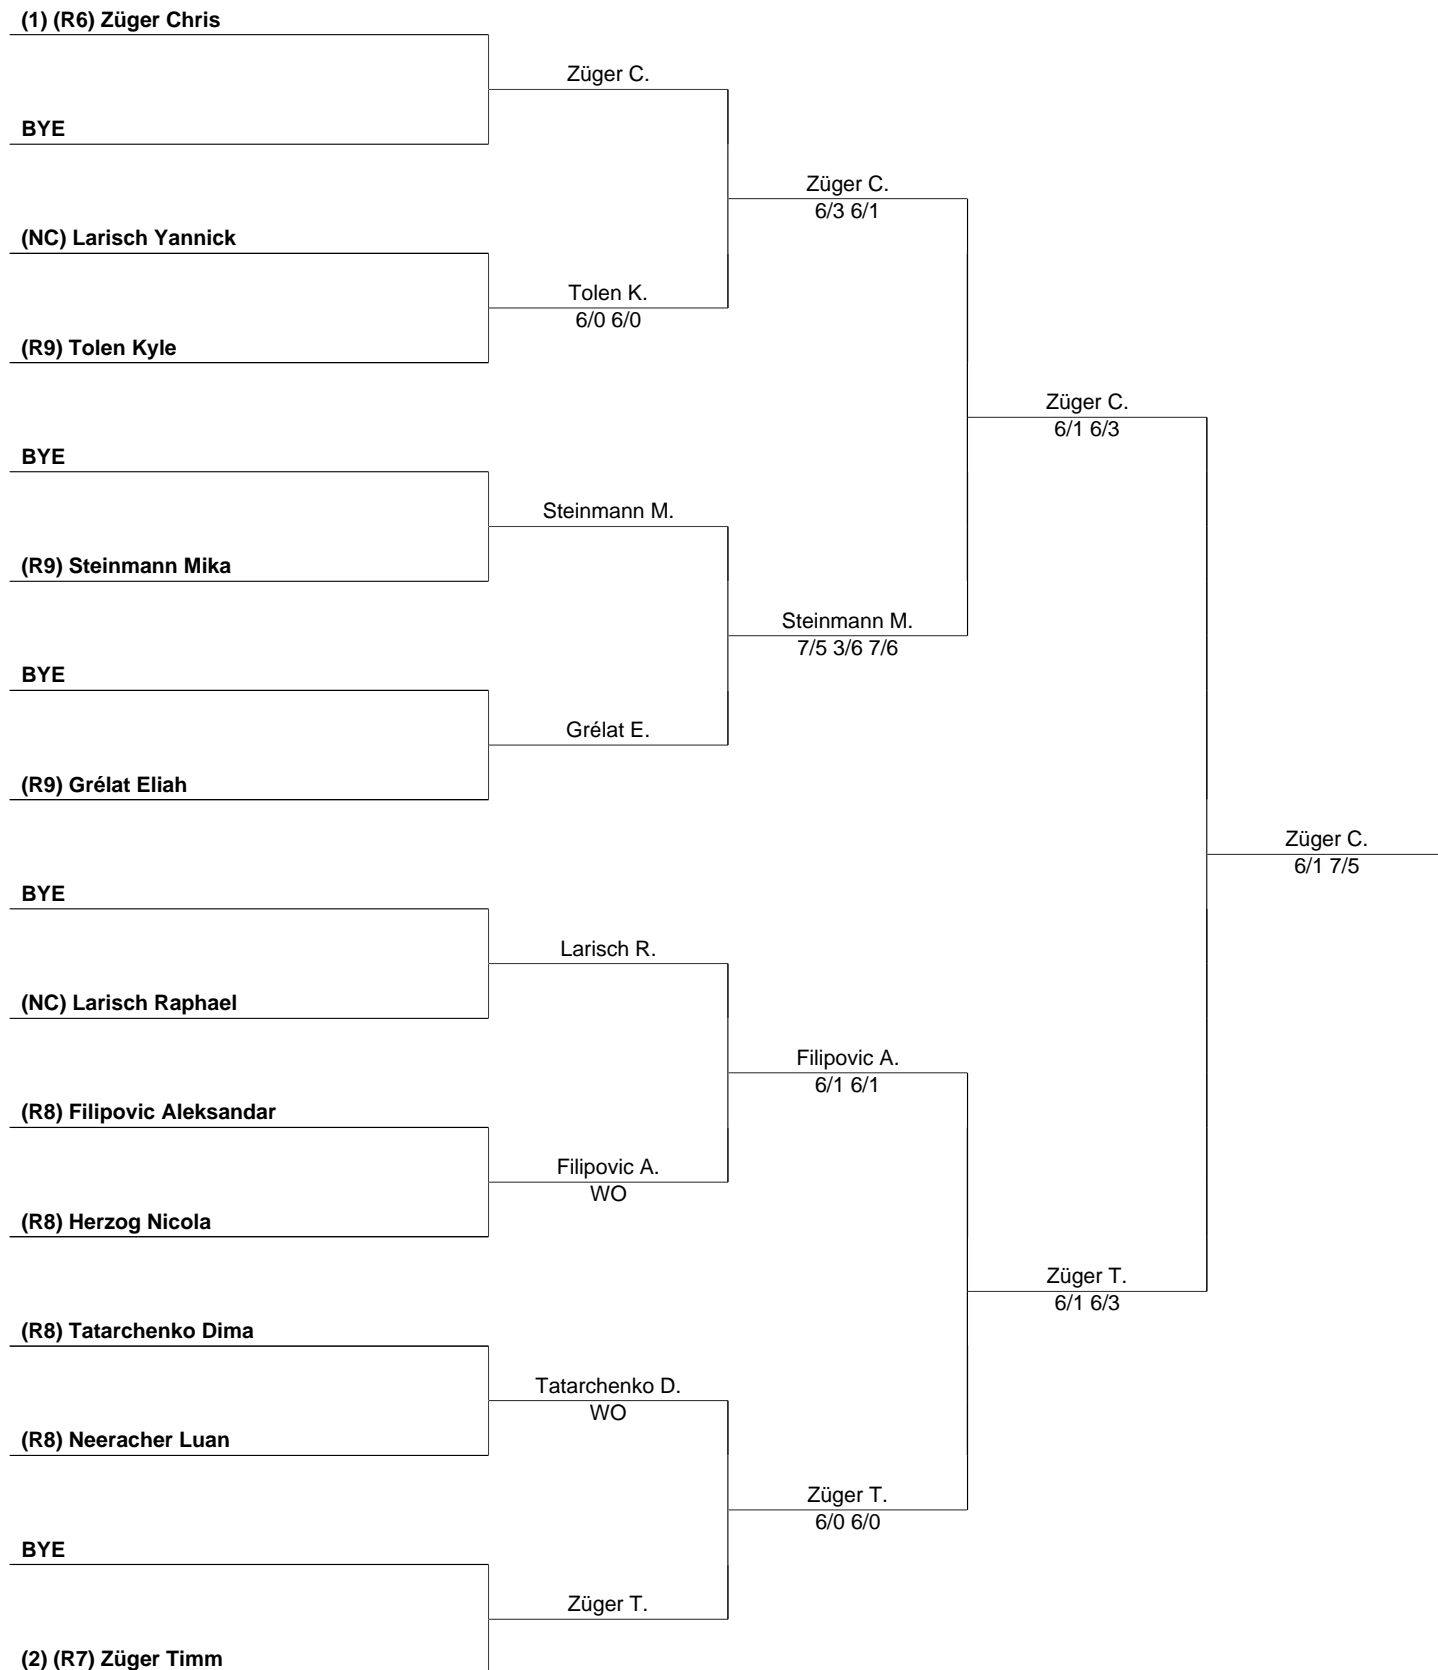 (1) (R6) Züger Chris
Züger C.
BYE
Züger C.
6/3 6/1
(NC) Larisch Yannick
Tolen K.
6/0 6/0
(R9) Tolen Kyle
Züger C.
6/1 6/3
BYE
Steinmann M.
(R9) Steinmann Mika
Steinmann M.
7/5 3/6 7/6
BYE
Grélat E.
(R9) Grélat Eliah
Züger C.
6/1 7/5
BYE
Larisch R.
(NC) Larisch Raphael
Filipovic A.
6/1 6/1
(R8) Filipovic Aleksandar
Filipovic A.
WO
(R8) Herzog Nicola
Züger T.
6/1 6/3
(R8) Tatarchenko Dima
Tatarchenko D.
WO
(R8) Neeracher Luan
Züger T.
6/0 6/0
BYE
Züger T.
(2) (R7) Züger Timm